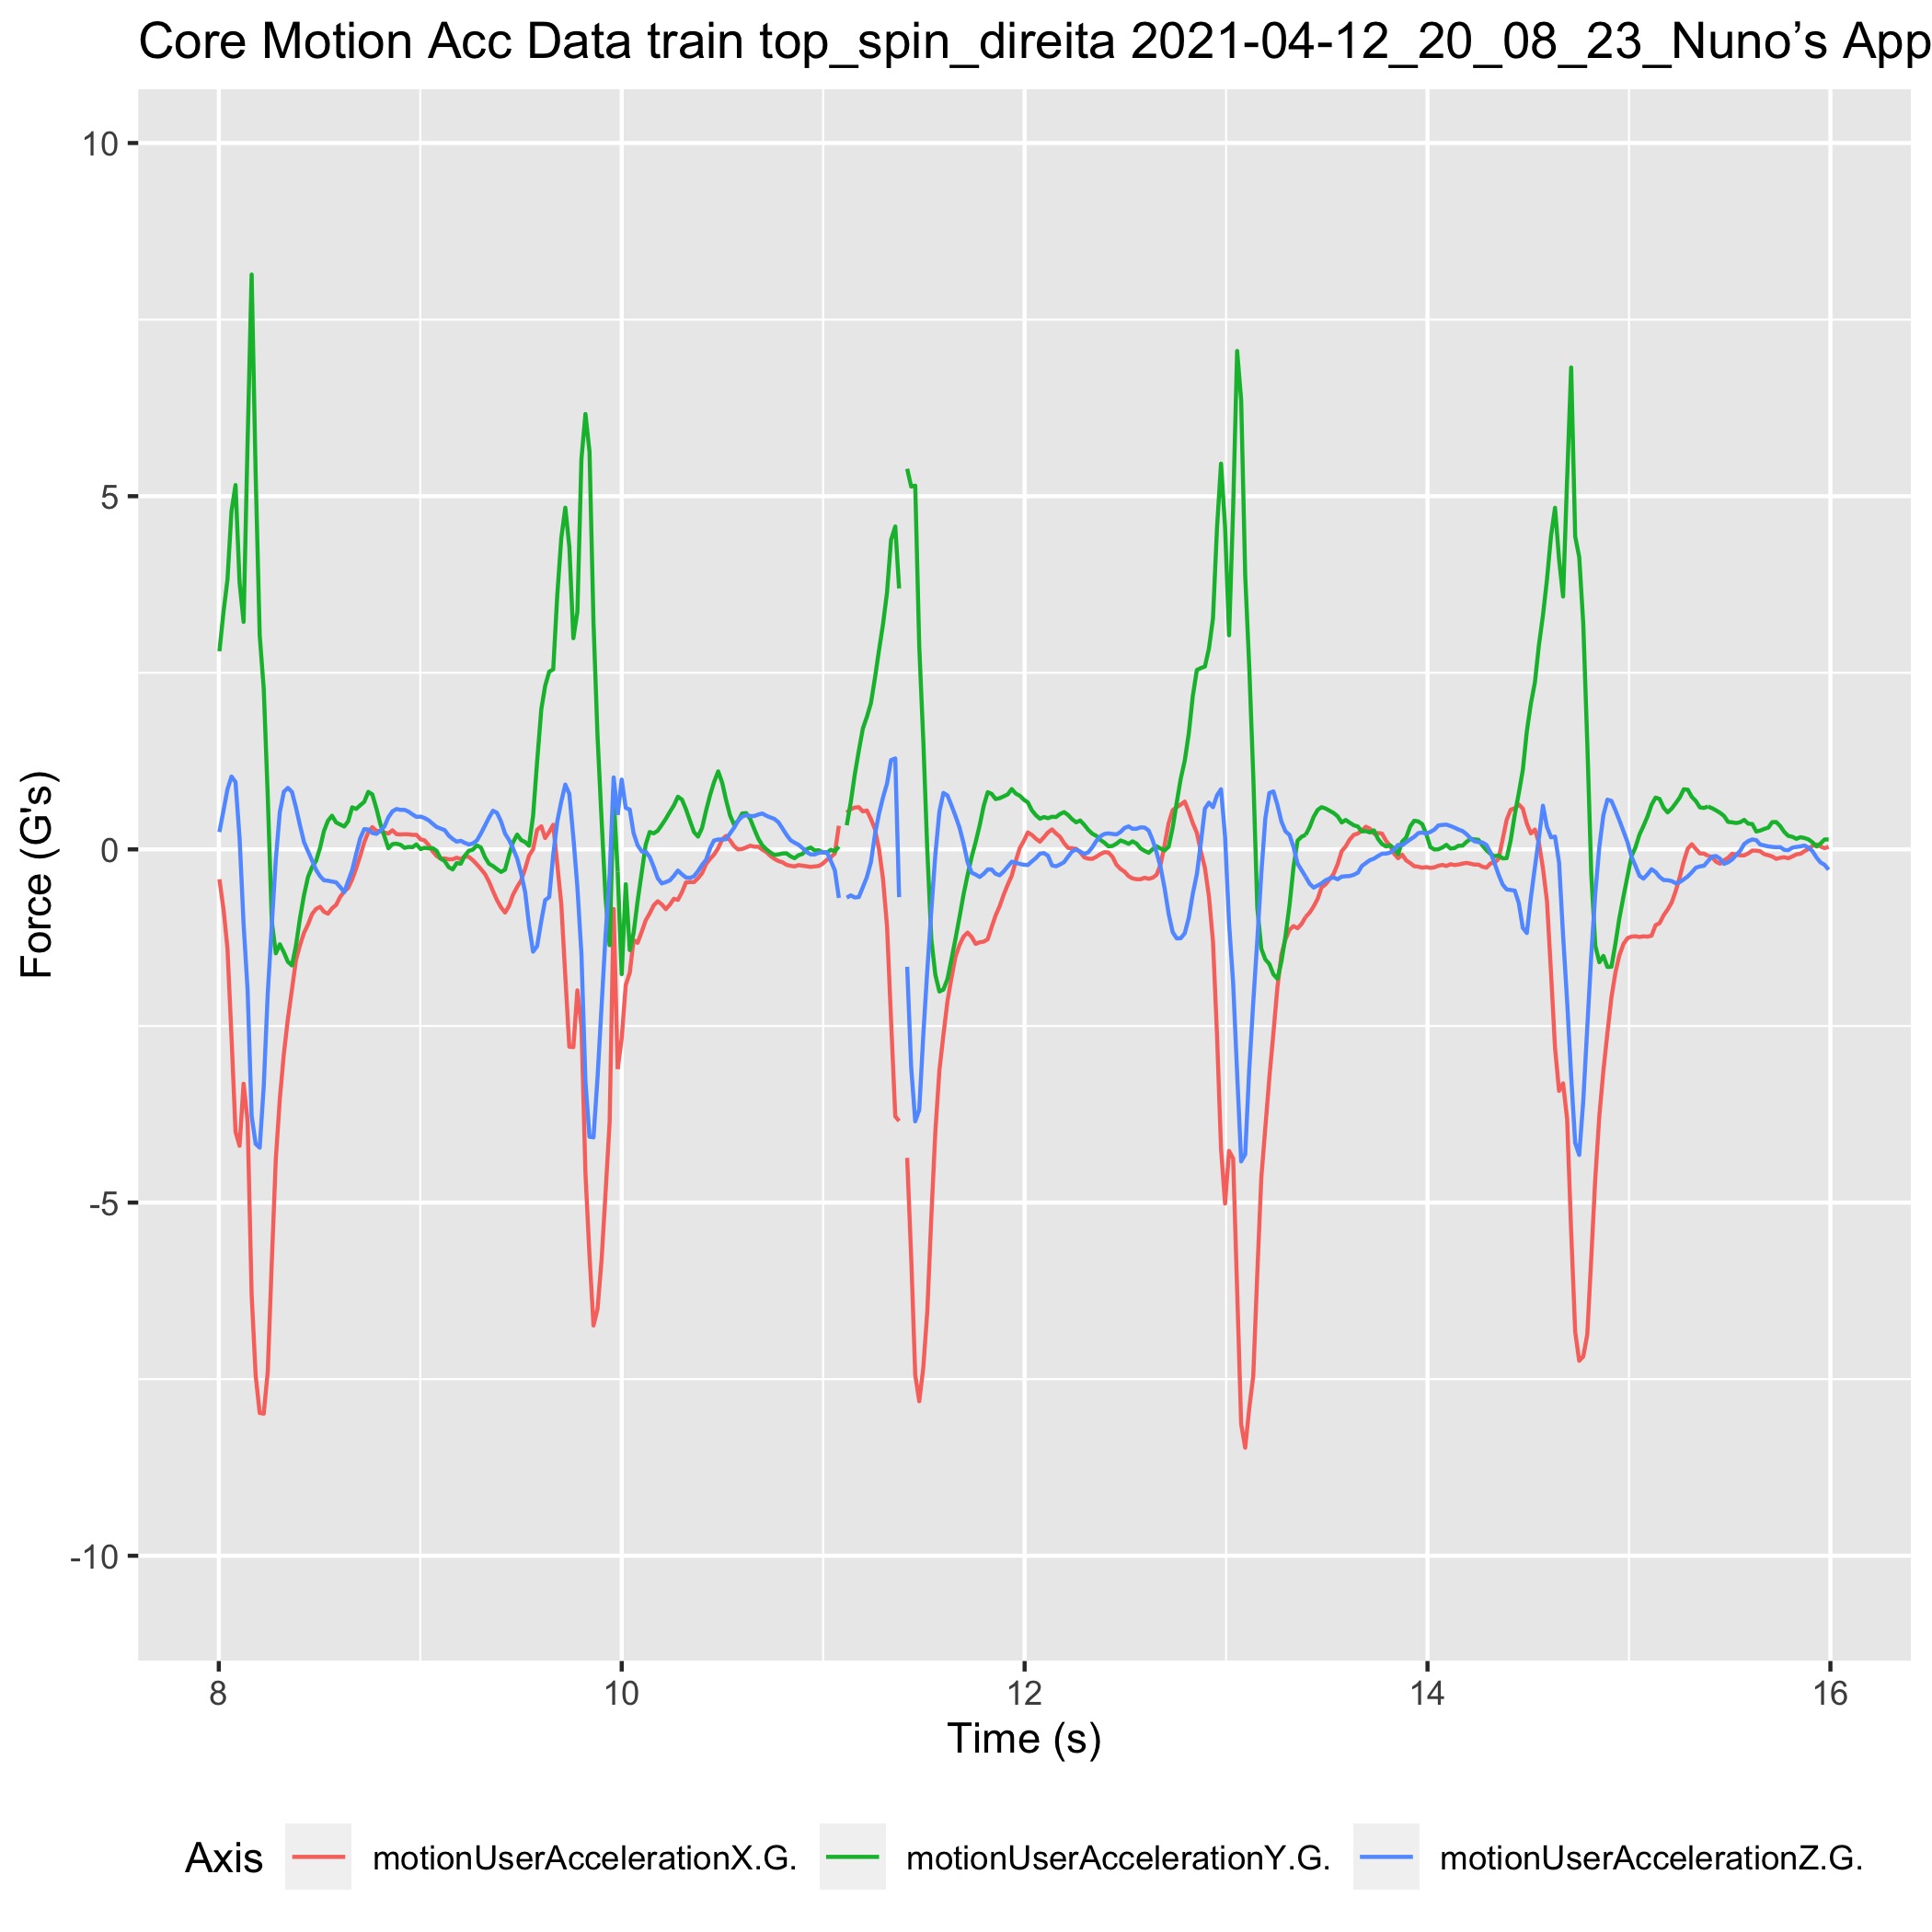 Core Motion Acc Data train top_spin_direita 2021-04-12_20_08_23_Nuno’s App
10
5
0
-5
-10
Force (G's)
8 10 12 14 16
Time (s)
Axis motionUserAccelerationX.G. motionUserAccelerationY.G. motionUserAccelerationZ.G.